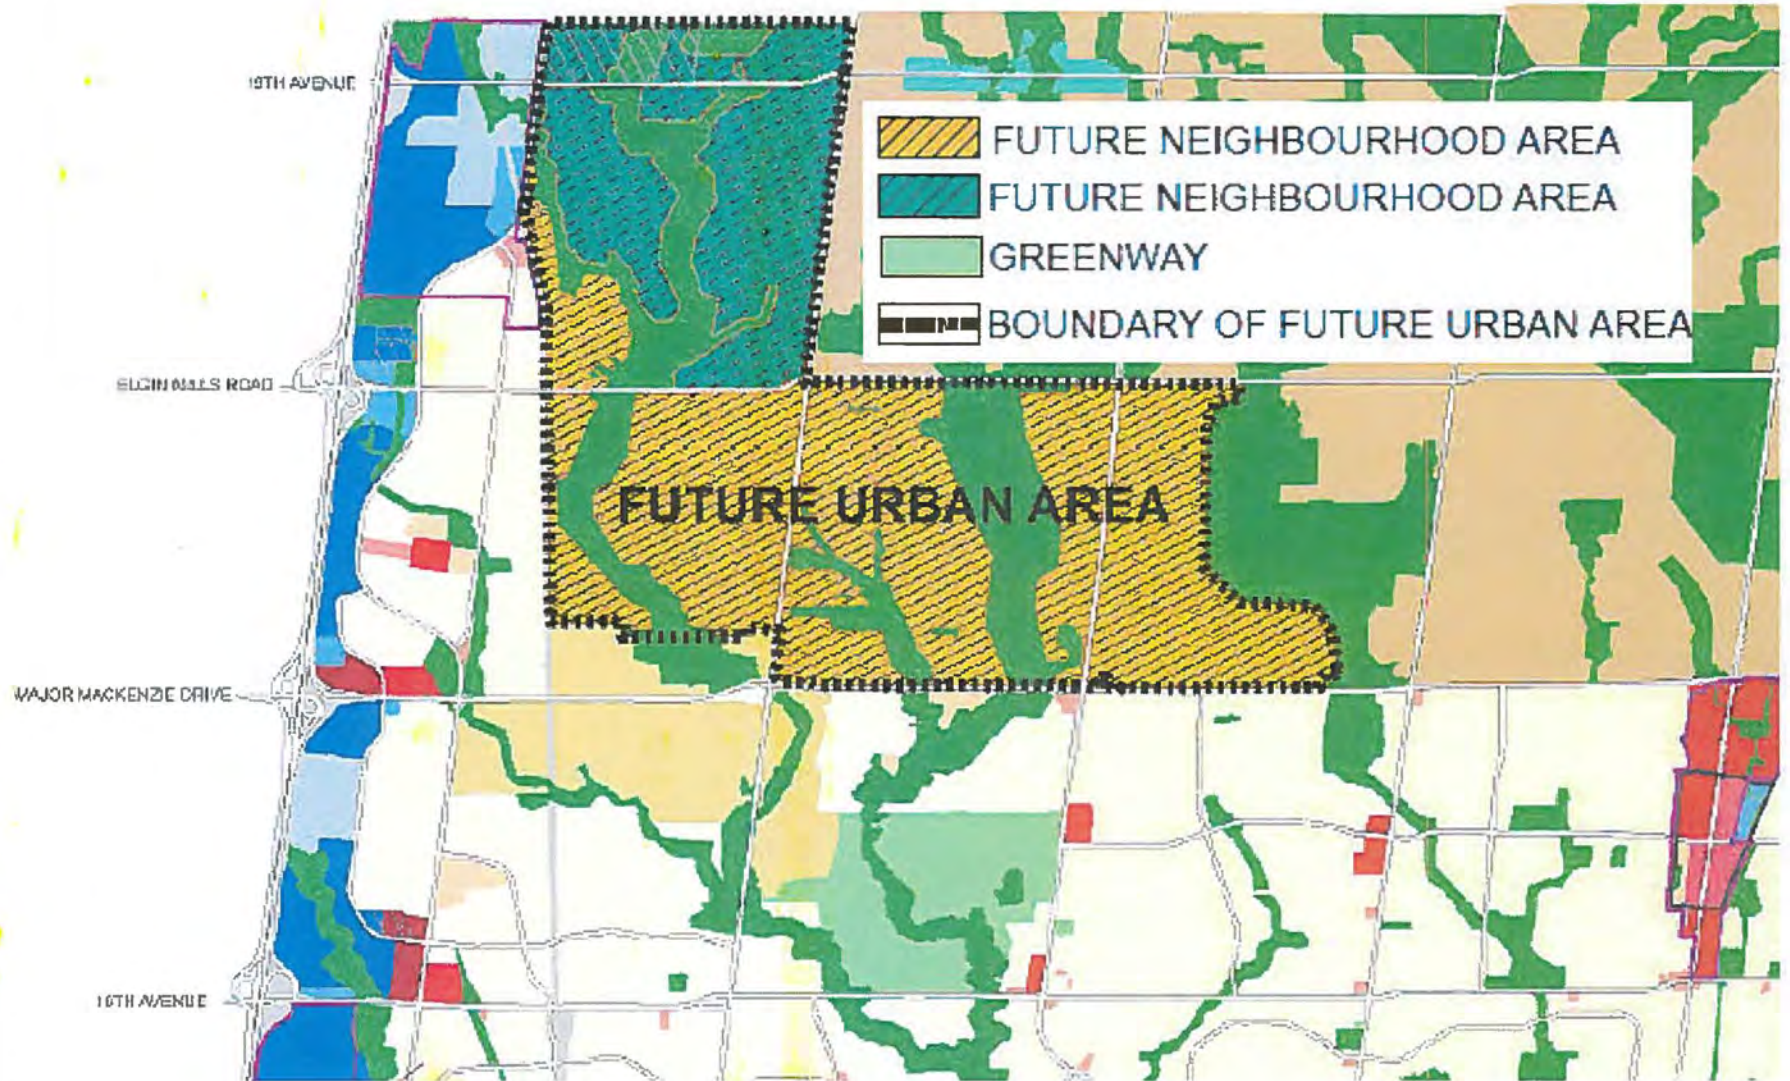 19TH AVENUE
FUTURE NEIGHBOURHOOD AREA
FUTURE NEIGHBOURHOOD AREA
GREENWAY
BOUNDARY OF FUTURE URBAN AREA
ELGIN MILLS ROAD
FUTURE URBAN AREA
MAJOR MACKENZIE DRIVE
16TH AVENUE